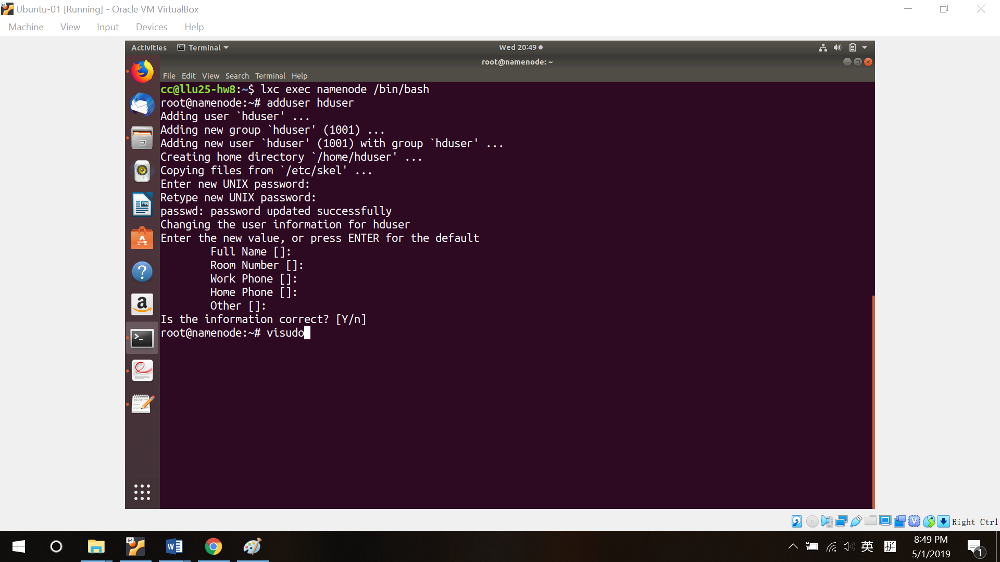 Ubuntu-01 [Running] - Oracle VM VirtualBox
Machine View Input Devices Help
Activities Terminal Wed 20:49
root@namenode: ~
File Edit View Search Terminal Help
cc@llu25-hw8:~$ lxc exec namenode /bin/bash
root@namenode:~# adduser hduser
Adding user `hduser' ...
Adding new group `hduser' (1001) ...
Adding new user `hduser' (1001) with group `hduser' ...
Creating home directory `/home/hduser' ...
Copying files from `/etc/skel' ...
Enter new UNIX password:
Retype new UNIX password:
passwd: password updated successfully
Changing the user information for hduser
Enter the new value, or press ENTER for the default
Full Name []:
Room Number []:
Work Phone []:
Home Phone []:
Other []:
Is the information correct? [Y/n]
root@namenode:~# visudo
Right Ctrl
64
W
英
拼
8:49 PM
5/1/2019
1